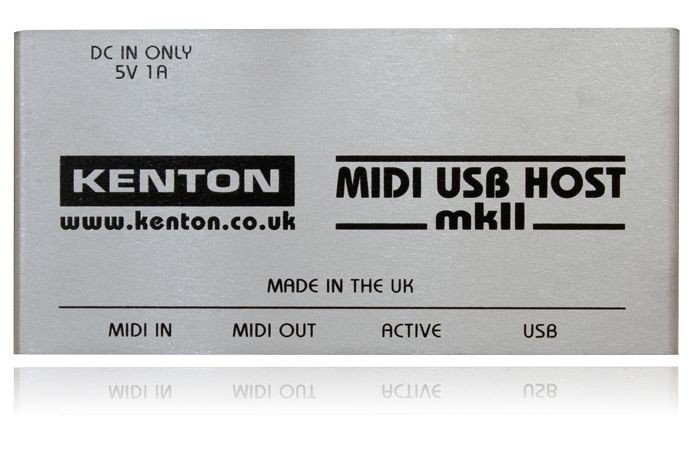 DC IN ONLY
5V 1A
KENTON
www.kenton.co.uk
MIDI USB HOST
mkII
MADE IN THE UK
MIDI IN MIDI OUT ACTIVE USB